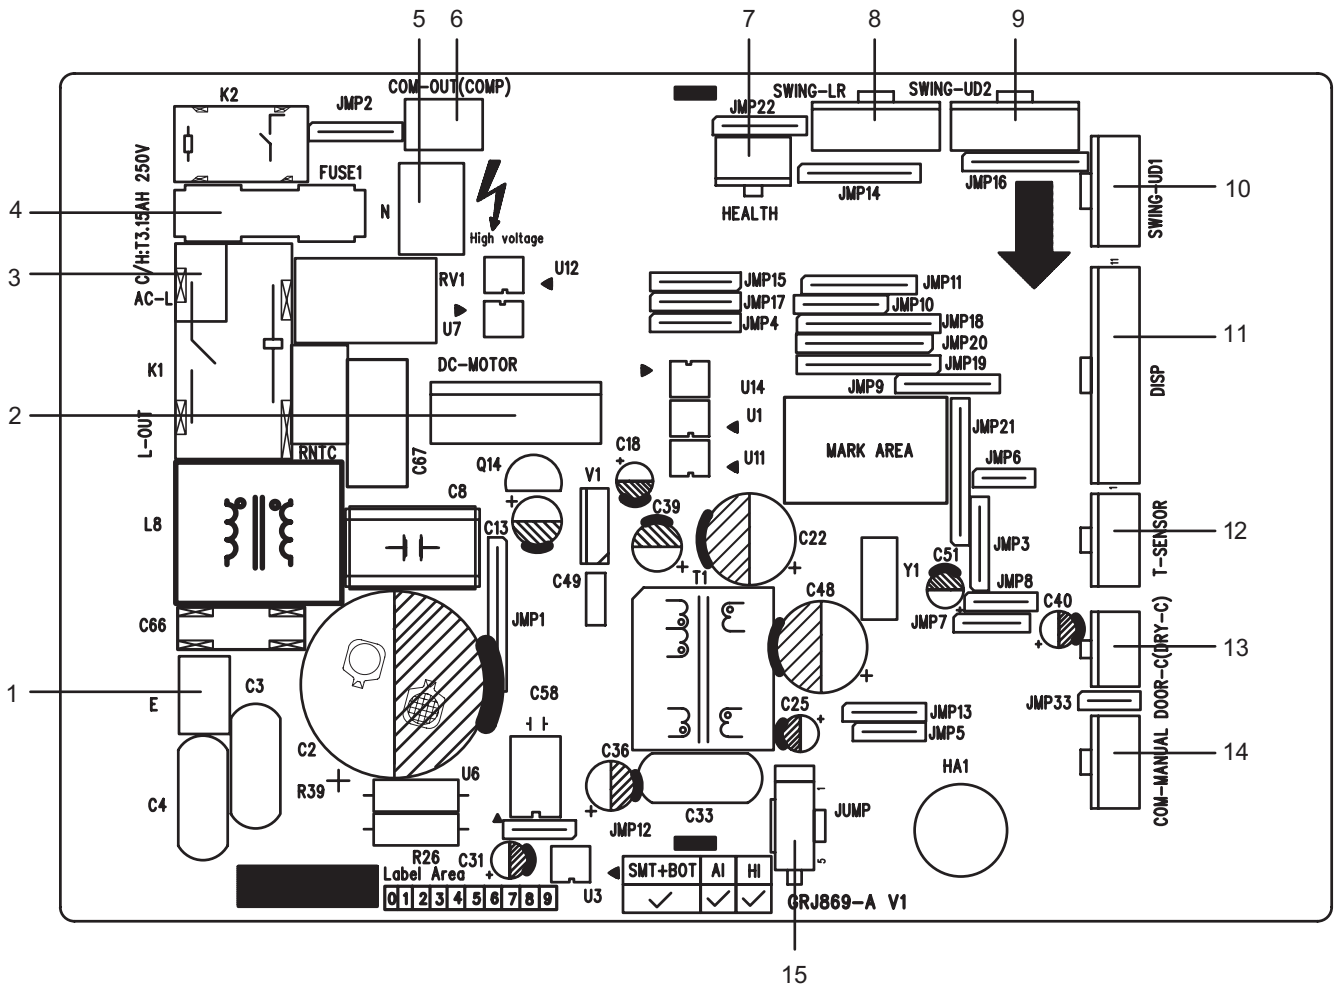 5 6 7 8 9
COM-OUT(COMP)
K2
JMP2
SWING-LR
SWING-UD2
JMP22
C/H:T3.15AH 250V
FUSE1
JMP16
JMP14
SWING-UD1
10
4
N
HEALTH
High voltage
U12
3
AC-L
RV1
U7
JMP15
JMP17
JMP4
JMP11
JMP10
JMP18
JMP20
JMP19
JMP9
11
11
DISP
1
K1
DC-MOTOR
U14
U1
U11
2
L-OUT
RNTC
C67
MARK AREA
JMP21
JMP6
Q14
C18
V1
C8
C39
L8
C13
C22
JMP3
T-SENSOR
12
C49
T1
Y1
C51
JMP8
C66
JMP1
C48
JMP7
C40
DOOR-C(DRY-C)
13
1
E
C3
C58
C25
JMP13
JMP5
JMP33
C2
C36
HA1
COM-MANUAL
14
C4
R39
U6
JMP12
C33
1
JUMP
5
R26
C31
Label Area
0 1 2 3 4 5 6 7 8 9
U3
SMT+BOT AI HI
GRJ869-A V1
15